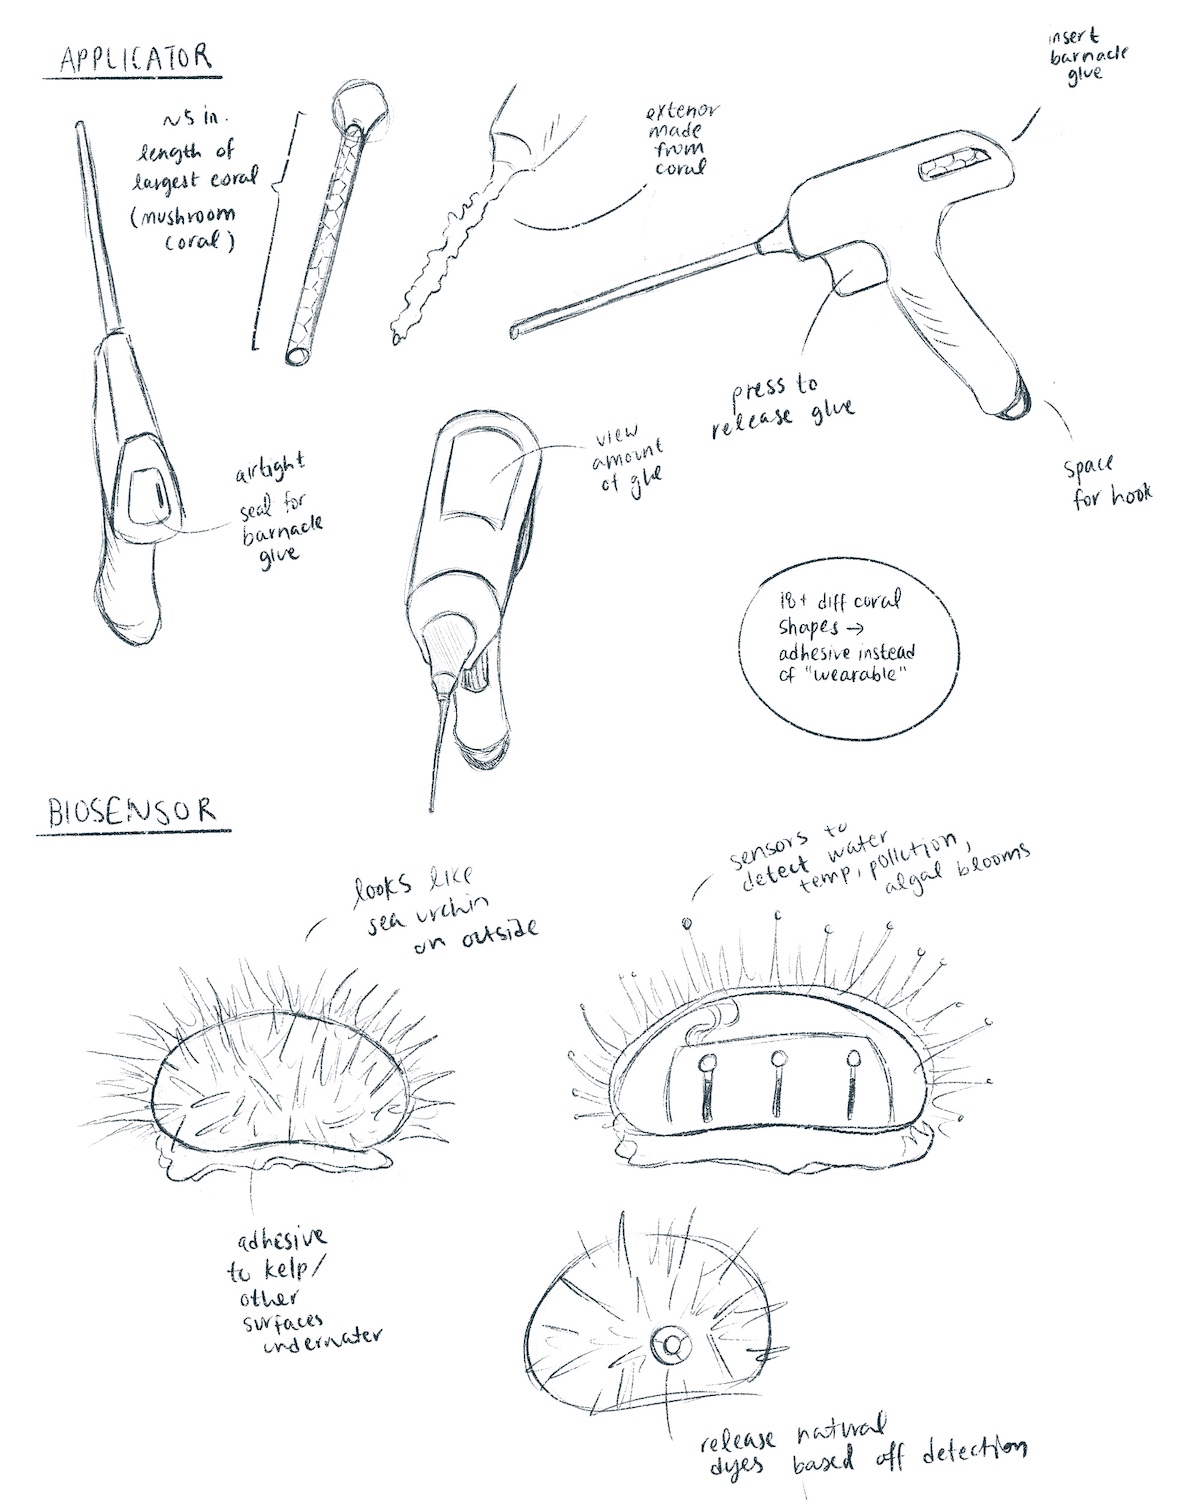 APPLICATOR
insert
barnacle
glue
~5 in.
length of
largest coral
(mushroom
coral)
exterior
made
from
coral
press to
release glue
space
for hook
view
amount
of glue
airtight
seal for
barnacle
glue
18+ diff coral
shapes →
adhesive instead
of "wearable"
BIOSENSOR
looks like
sea urchin
on outside
sensors to
detect water
temp, pollution,
algal blooms
adhesive
to kelp/
other
surfaces
underwater
release natural
dyes based off detection